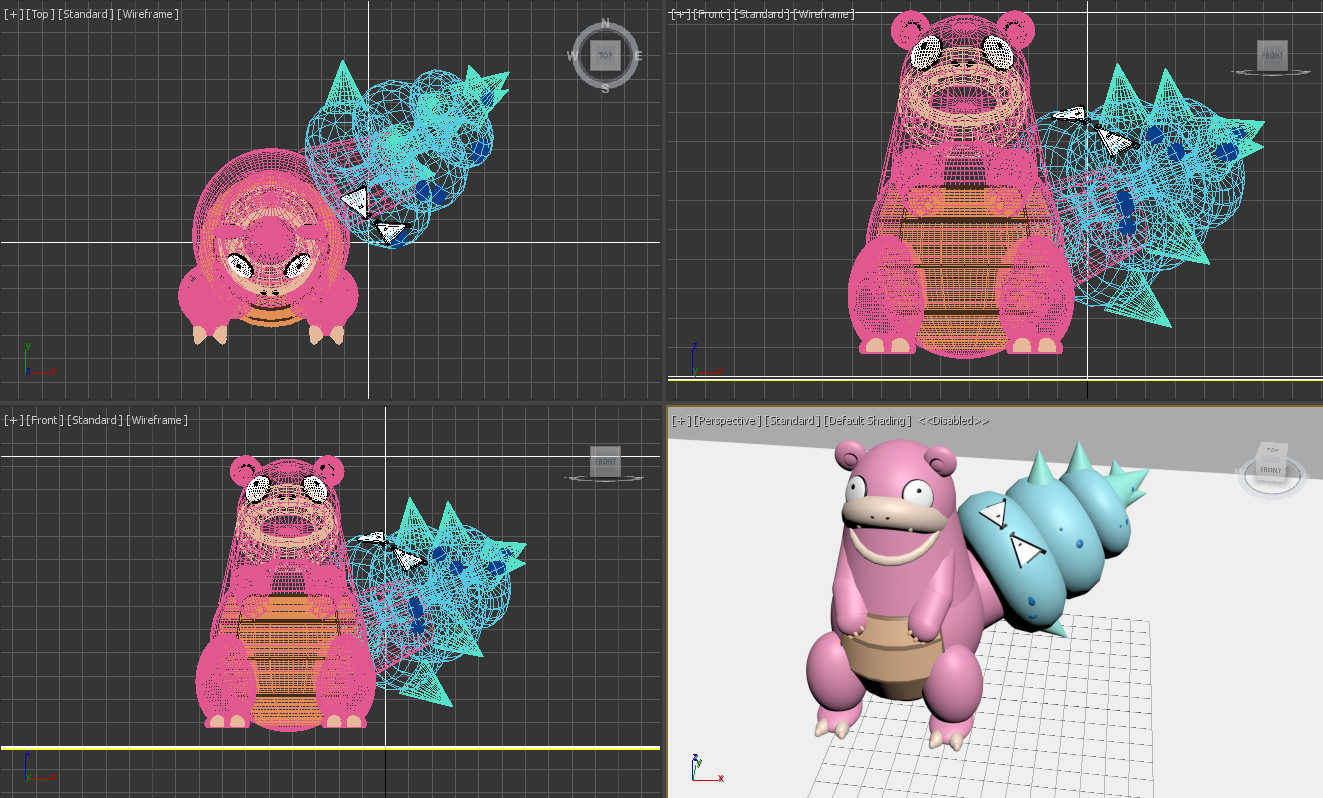 [+] [Top] [Standard] [Wireframe]
N
W TOP E
S
y
z x
[+] [Front] [Standard] [Wireframe]
FRONT
z
y x
[+] [Front] [Standard] [Wireframe]
FRONT
z
y x
[+] [Perspective] [Standard] [Default Shading] <<Disabled>>
TOP
FRONT
z
y
x